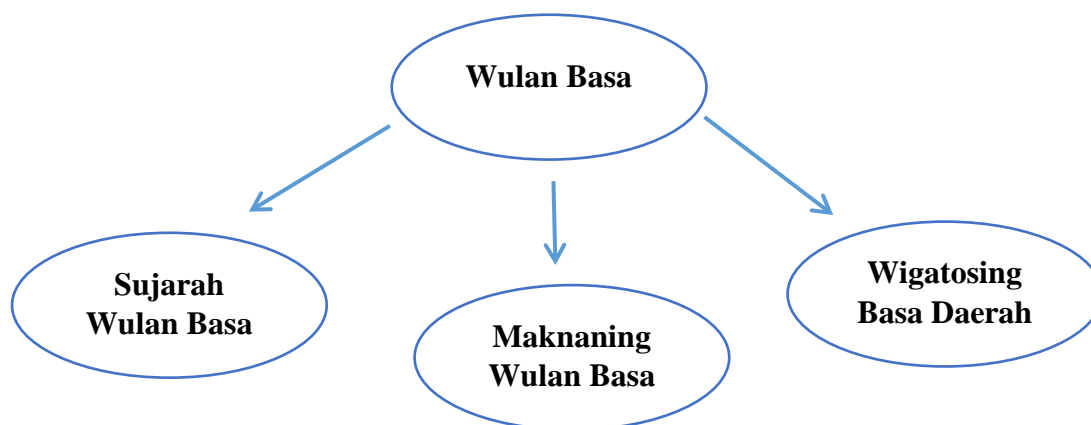 Wulan Basa
Sujarah
Wulan Basa
Maknaning
Wulan Basa
Wigatosing
Basa Daerah